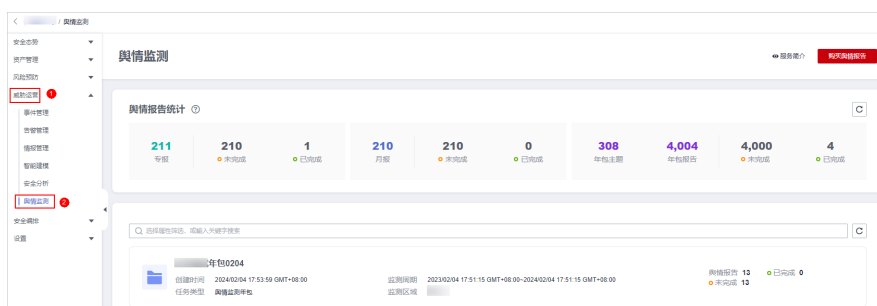 / 舆情监测
安全态势
资产管理
风险预防
威胁运营 1
事件管理
告警管理
情报管理
智能建模
安全分析
舆情监测 2
安全编排
设置
舆情监测
服务简介 购买舆情报告
舆情报告统计
211 210 1 210 210 0 308 4,004 4,000 4
专报 未完成 已完成 月报 未完成 已完成 年包主题 年包报告 未完成 已完成
选择属性筛选，或输入关键字搜索
年包0204
创建时间 2024/02/04 17:53:59 GMT+08:00 监测周期 2023/02/04 17:51:15 GMT+08:00~2024/02/04 17:51:15 GMT+08:00
任务类型 舆情监测年包 监测区域
舆情报告 13 已完成 0
未完成 13